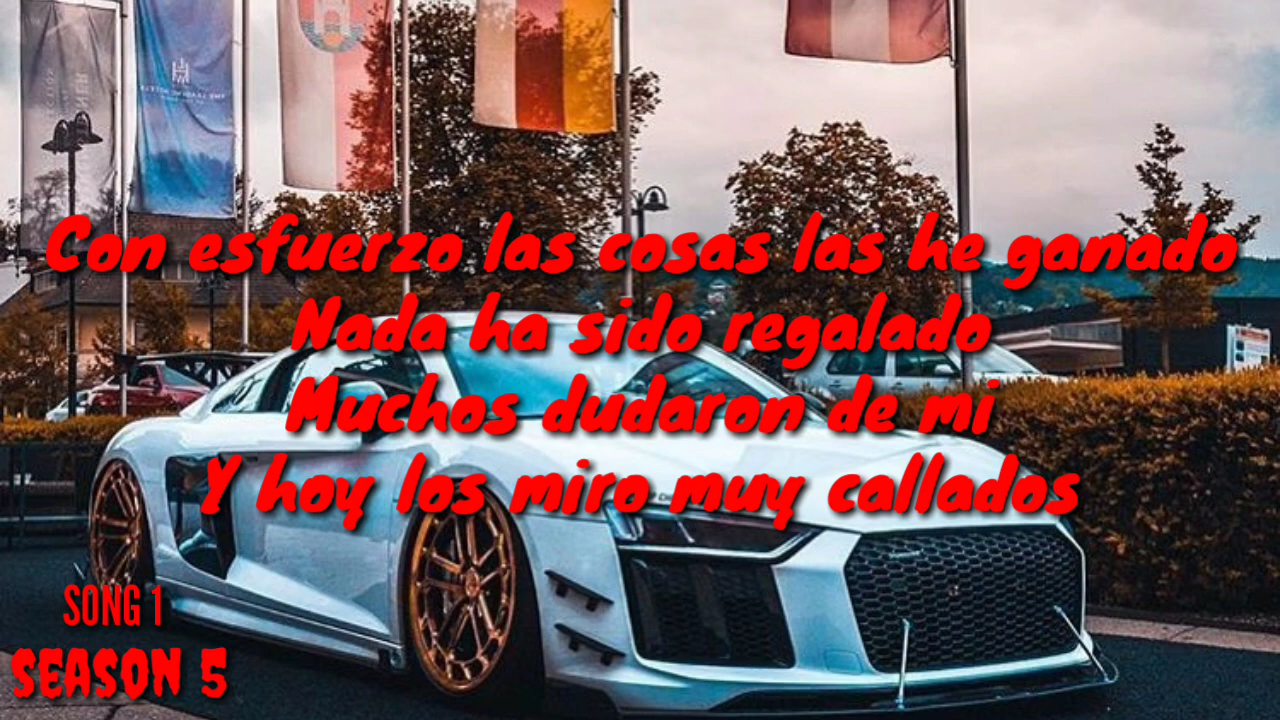 Con esfuerzo las cosas las he ganado
Nada ha sido regalado
Muchos dudaron de mi
Y hoy los miro muy callados
SONG 1
SEASON 5